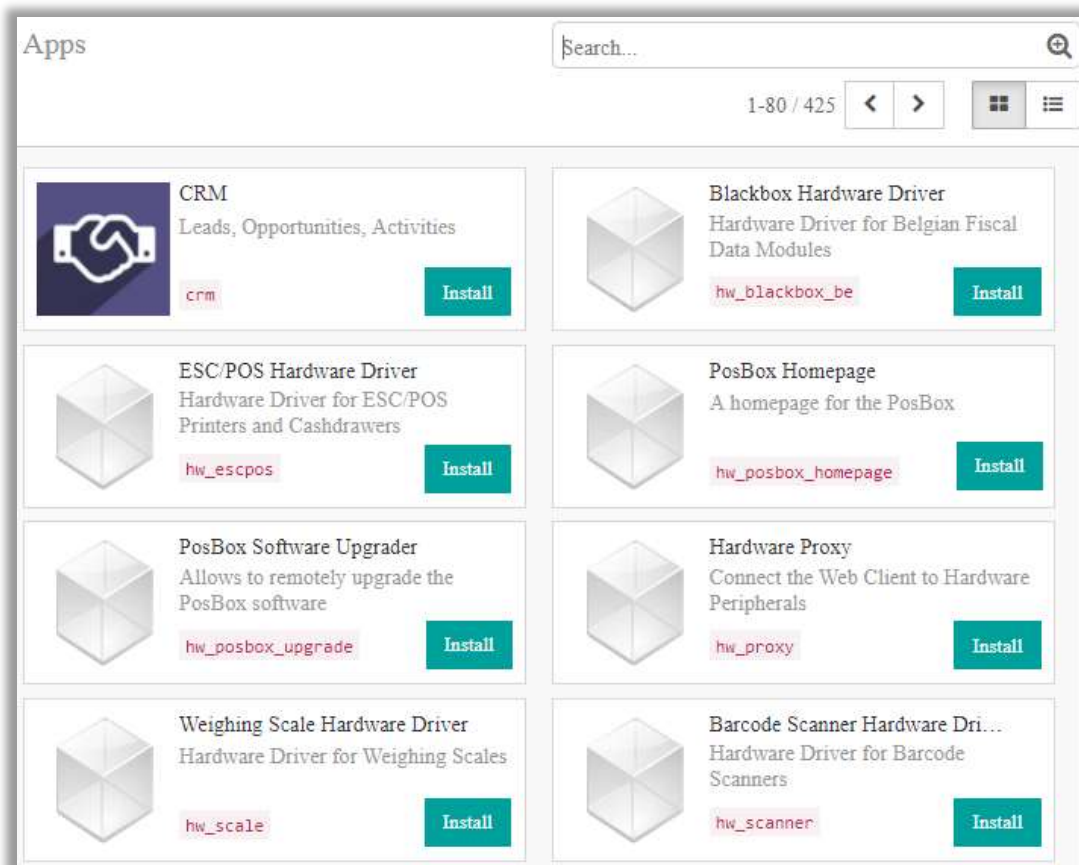 Apps
Search...
1-80 / 425
CRM
Leads, Opportunities, Activities
crm
Install
Blackbox Hardware Driver
Hardware Driver for Belgian Fiscal
Data Modules
hw_blackbox_be
Install
ESC/POS Hardware Driver
Hardware Driver for ESC/POS
Printers and Cashdrawers
hw_escpos
Install
PosBox Homepage
A homepage for the PosBox
hw_posbox_homepage
Install
PosBox Software Upgrader
Allows to remotely upgrade the
PosBox software
hw_posbox_upgrade
Install
Hardware Proxy
Connect the Web Client to Hardware
Peripherals
hw_proxy
Install
Weighing Scale Hardware Driver
Hardware Driver for Weighing Scales
hw_scale
Install
Barcode Scanner Hardware Dri...
Hardware Driver for Barcode
Scanners
hw_scanner
Install